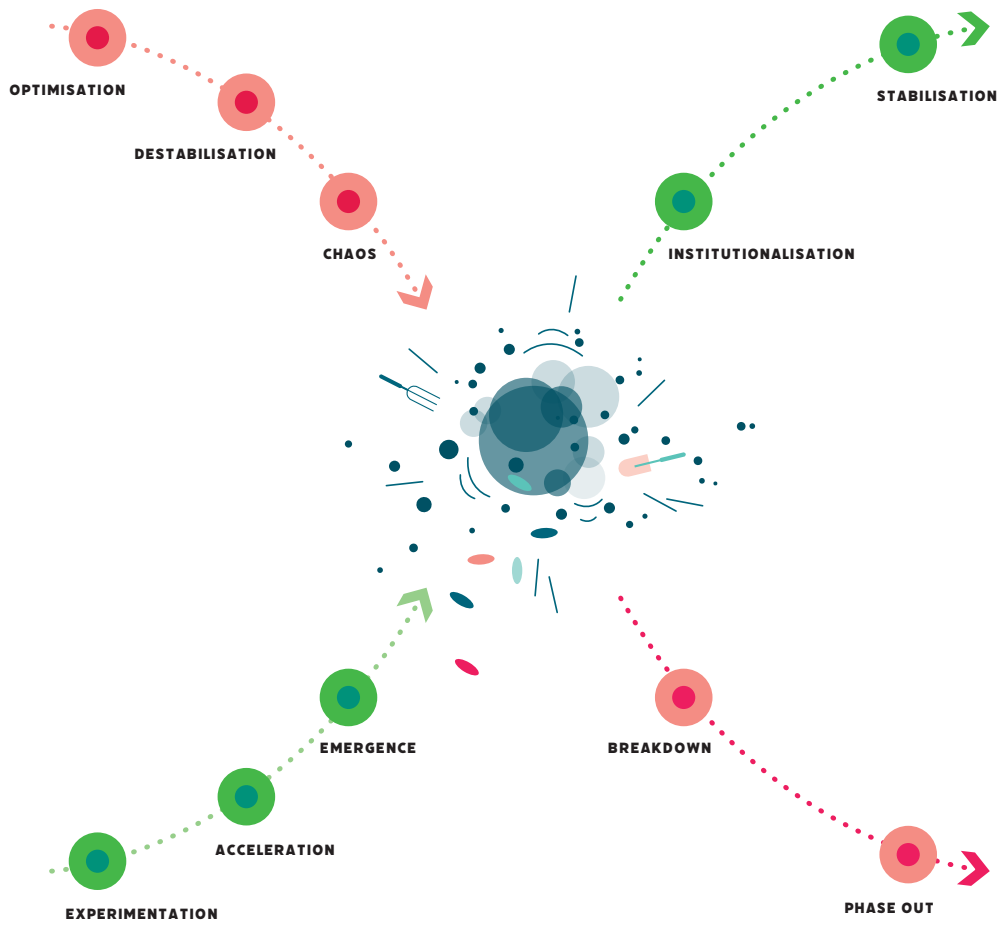 OPTIMISATION
DESTABILISATION
CHAOS
STABILISATION
INSTITUTIONALISATION
EMERGENCE
ACCELERATION
EXPERIMENTATION
BREAKDOWN
PHASE OUT